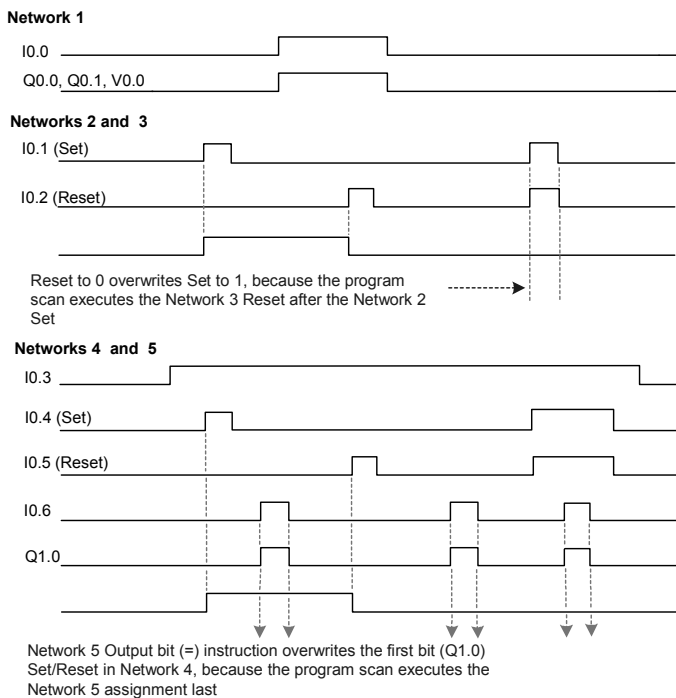 Network 1
I0.0
Q0.0, Q0.1, V0.0
Networks 2 and 3
I0.1 (Set)
I0.2 (Reset)
Reset to 0 overwrites Set to 1, because the program
scan executes the Network 3 Reset after the Network 2
Set
Networks 4 and 5
I0.3
I0.4 (Set)
I0.5 (Reset)
I0.6
Q1.0
Network 5 Output bit (=) instruction overwrites the first bit (Q1.0)
Set/Reset in Network 4, because the program scan executes the
Network 5 assignment last